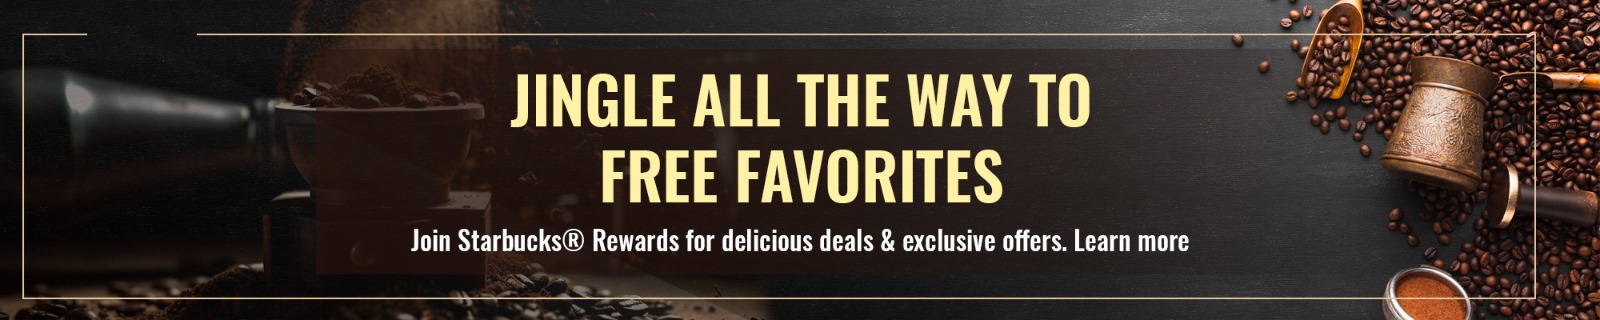 JINGLE ALL THE WAY TO
FREE FAVORITES
Join Starbucks® Rewards for delicious deals & exclusive offers. Learn more